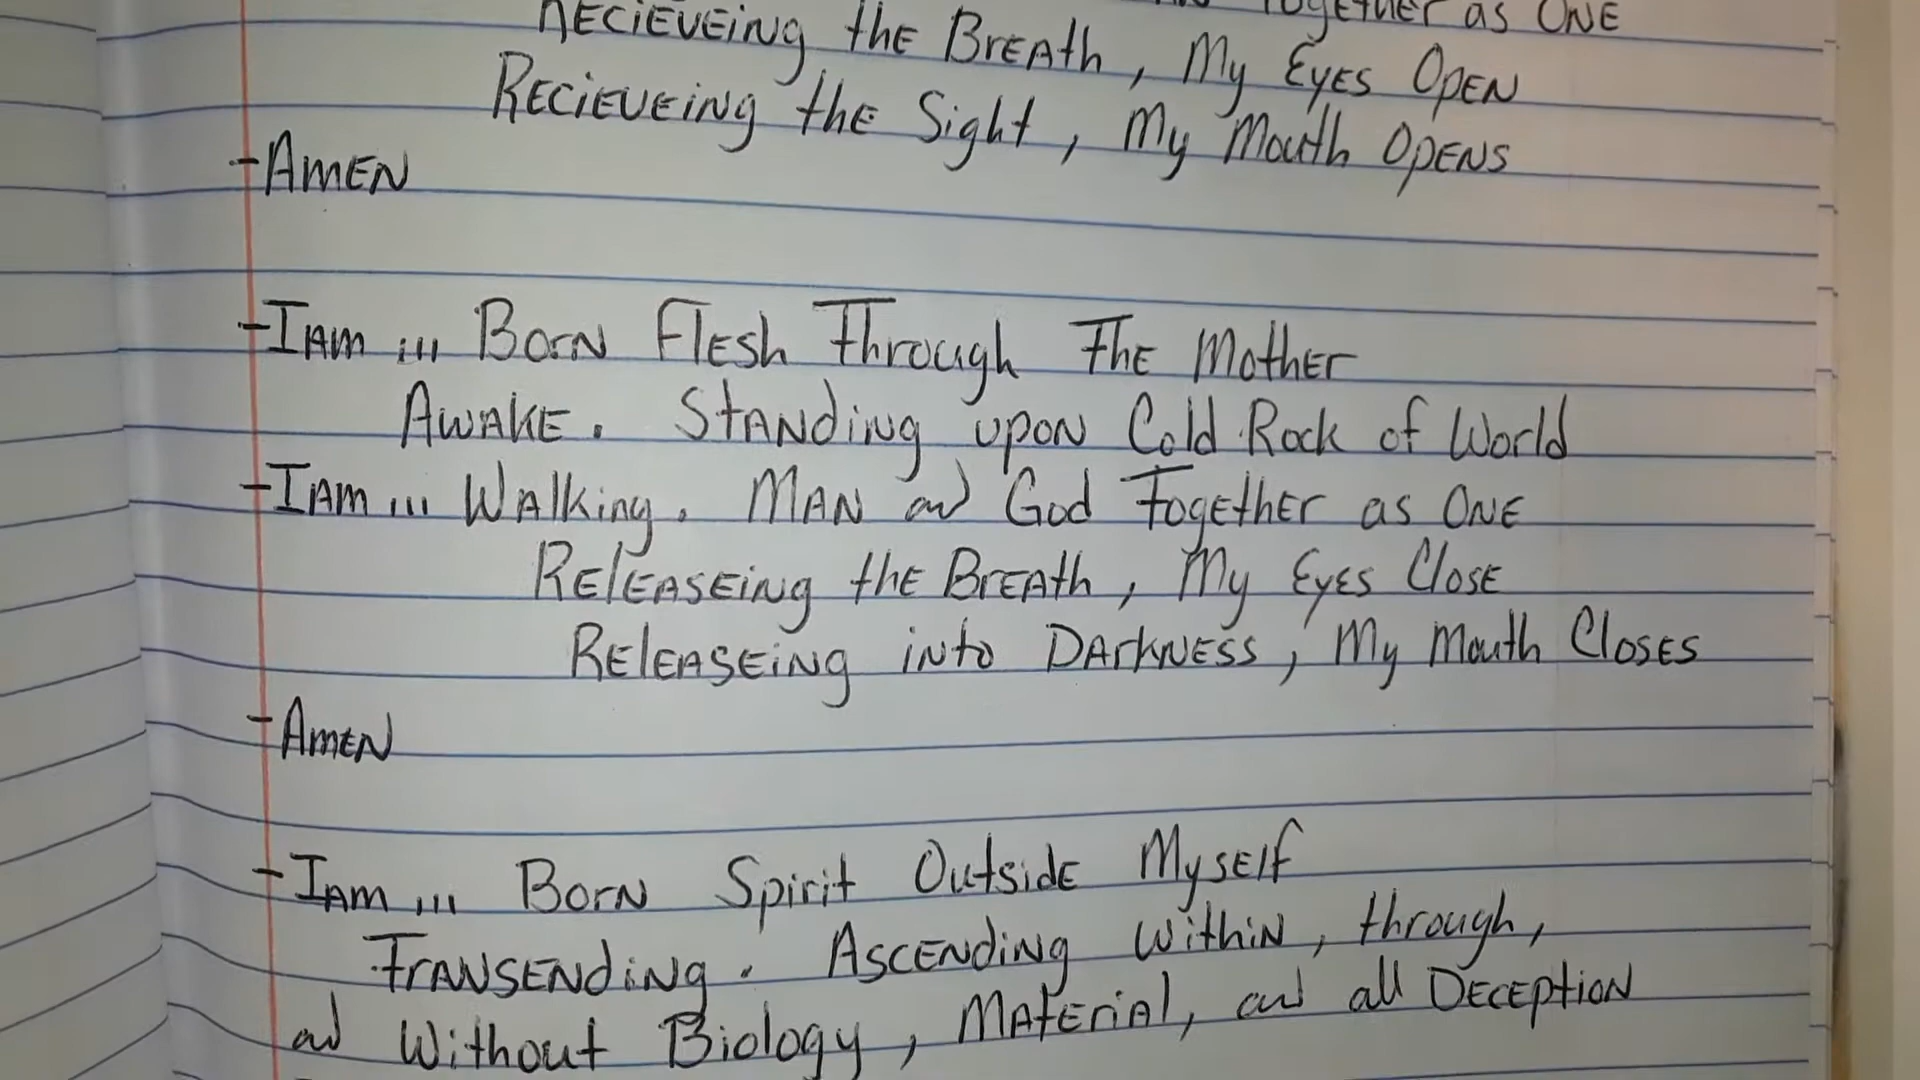 Together as ONE
RECIEVEING the BREATH, My EYES OPEN
RECIEVEING the Sight, My Mouth OPENS
-AMEN
-I AM ... BORN FLESH Through THE MOTHER
AWAKE. STANDING UPON Cold Rock of World
-I AM ... Walking. MAN and God TogEthEr as ONE
RELEASEING the BREATH, My EYES CLOSE
RELEASEING into DARKNESS, My Mouth CLOSES
-AMEN
-I AM ... BORN Spirit Outside MYSELF
TRANSENDING. ASCENDING WithiN, through,
and Without Biology, MATERIAL, and all DECEPTION